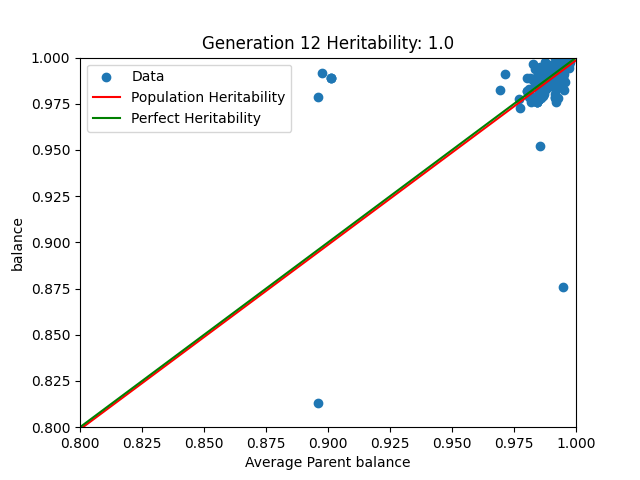 Generation 12 Heritability: 1.0
Data
Population Heritability
Perfect Heritability
balance
1.000
0.975
0.950
0.925
0.900
0.875
0.850
0.825
0.800
0.800 0.825 0.850 0.875 0.900 0.925 0.950 0.975 1.000
Average Parent balance